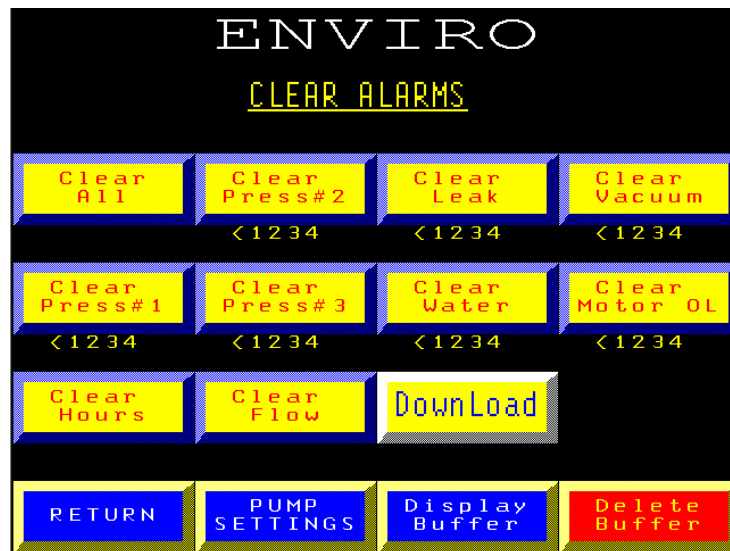 ENVIRO
CLEAR ALARMS
Clear
All
Clear
Press#2
Clear
Leak
Clear
Vacuum
<1234
<1234
<1234
Clear
Press#1
Clear
Press#3
Clear
Water
Clear
Motor OL
<1234
<1234
<1234
<1234
Clear
Hours
Clear
Flow
DownLoad
RETURN
PUMP
SETTINGS
Display
Buffer
Delete
Buffer